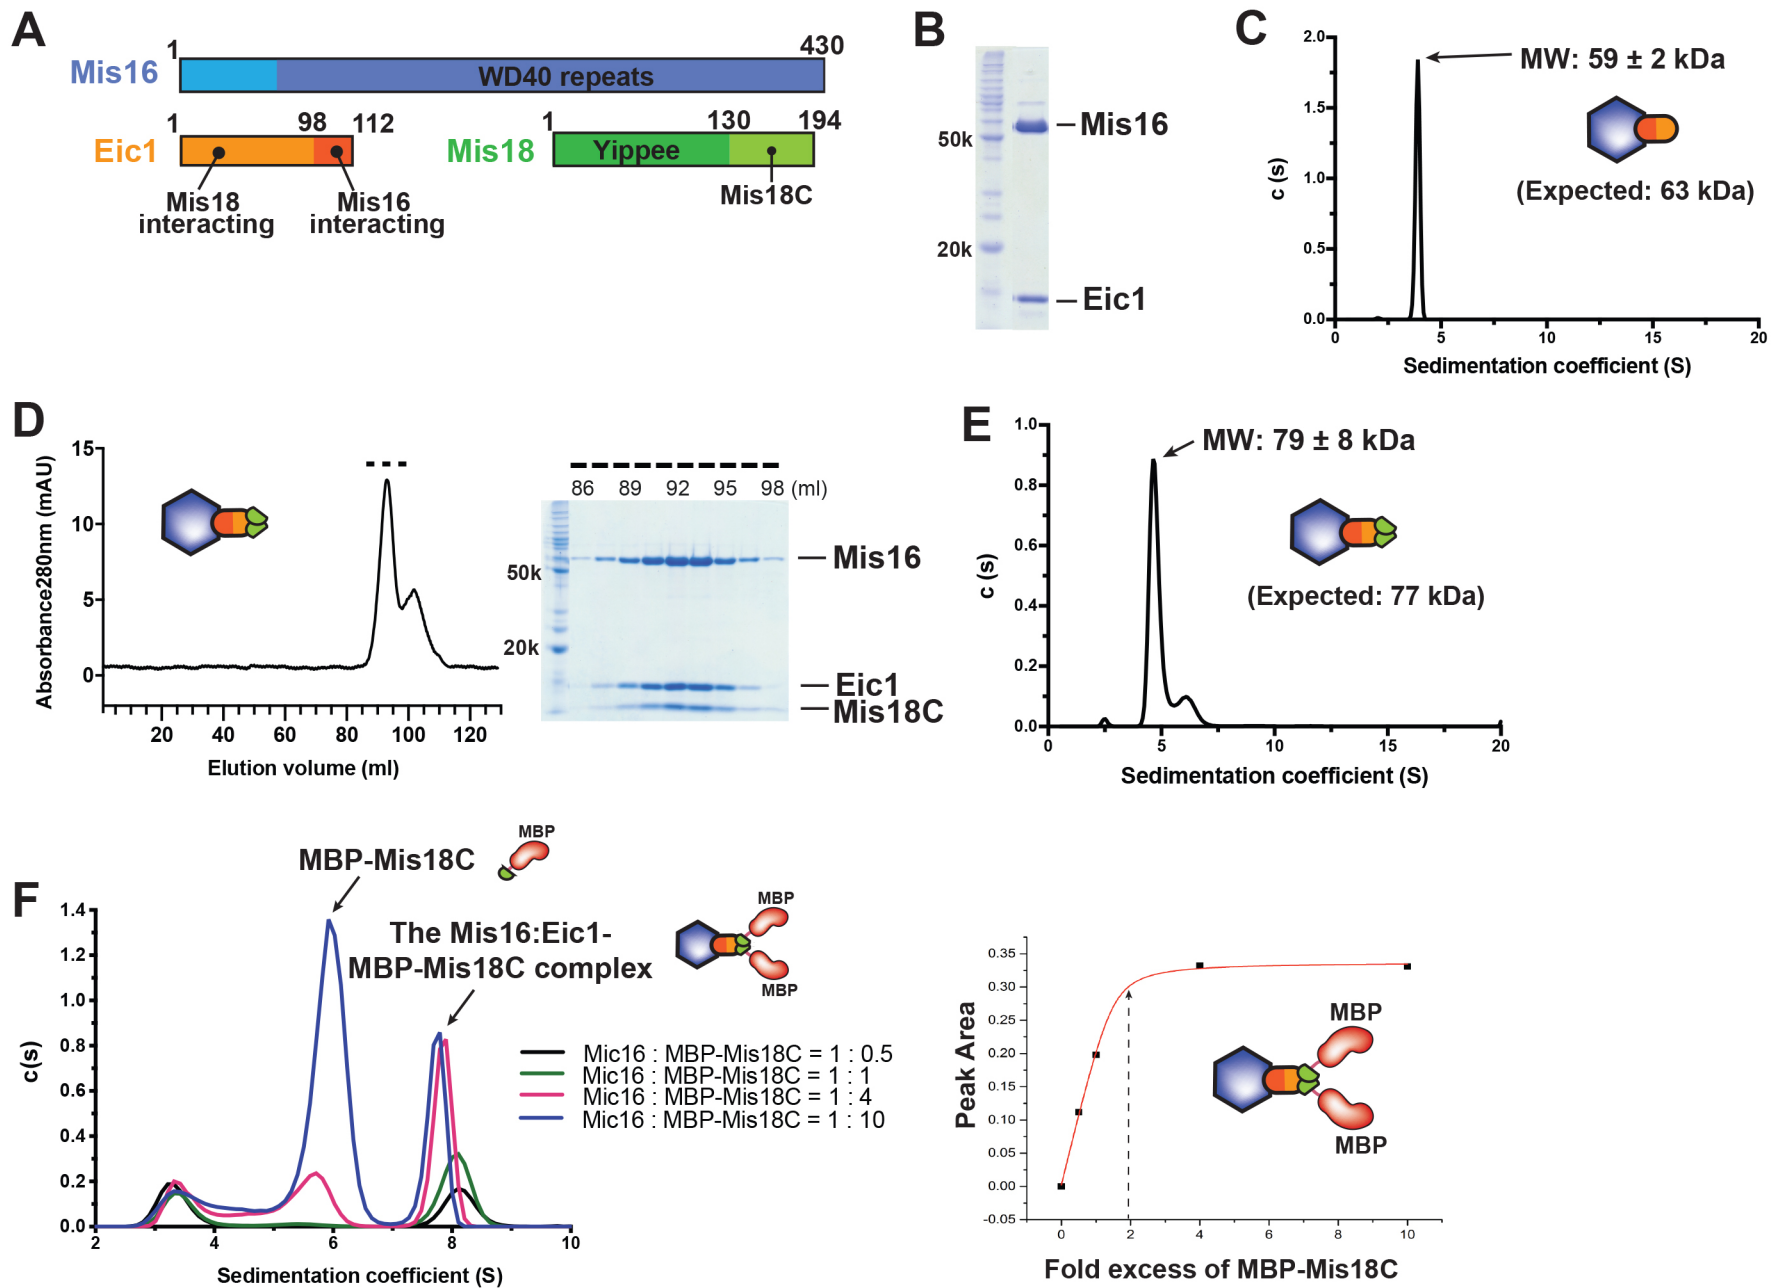 A
1
430
Mis16
WD40 repeats
1
98
112
Eic1
Mis18
interacting
Mis16
interacting
1
130
194
Mis18
Yippee
Mis18C
B
50k
20k
Mis16
Eic1
C
2.0
1.5
1.0
0.5
0.0
c (s)
MW: 59 ± 2 kDa
(Expected: 63 kDa)
0 5 10 15 20
Sedimentation coefficient (S)
D
15
10
5
0
Absorbance280nm (mAU)
20 40 60 80 100 120
Elution volume (ml)
86 89 92 95 98 (ml)
50k
20k
Mis16
Eic1
Mis18C
E
1.0
0.8
0.6
0.4
0.2
0.0
c (s)
MW: 79 ± 8 kDa
(Expected: 77 kDa)
0 5 10 15 20
Sedimentation coefficient (S)
F
1.4
1.2
1.0
0.8
0.6
0.4
0.2
0.0
c(s)
MBP-Mis18C
MBP
The Mis16:Eic1-
MBP-Mis18C complex
MBP
MBP
Mic16 : MBP-Mis18C = 1 : 0.5
Mic16 : MBP-Mis18C = 1 : 1
Mic16 : MBP-Mis18C = 1 : 4
Mic16 : MBP-Mis18C = 1 : 10
2 4 6 8 10
Sedimentation coefficient (S)
0.35
0.30
0.25
0.20
0.15
0.10
0.05
0.00
-0.05
Peak Area
MBP
MBP
0 2 4 6 8 10
Fold excess of MBP-Mis18C